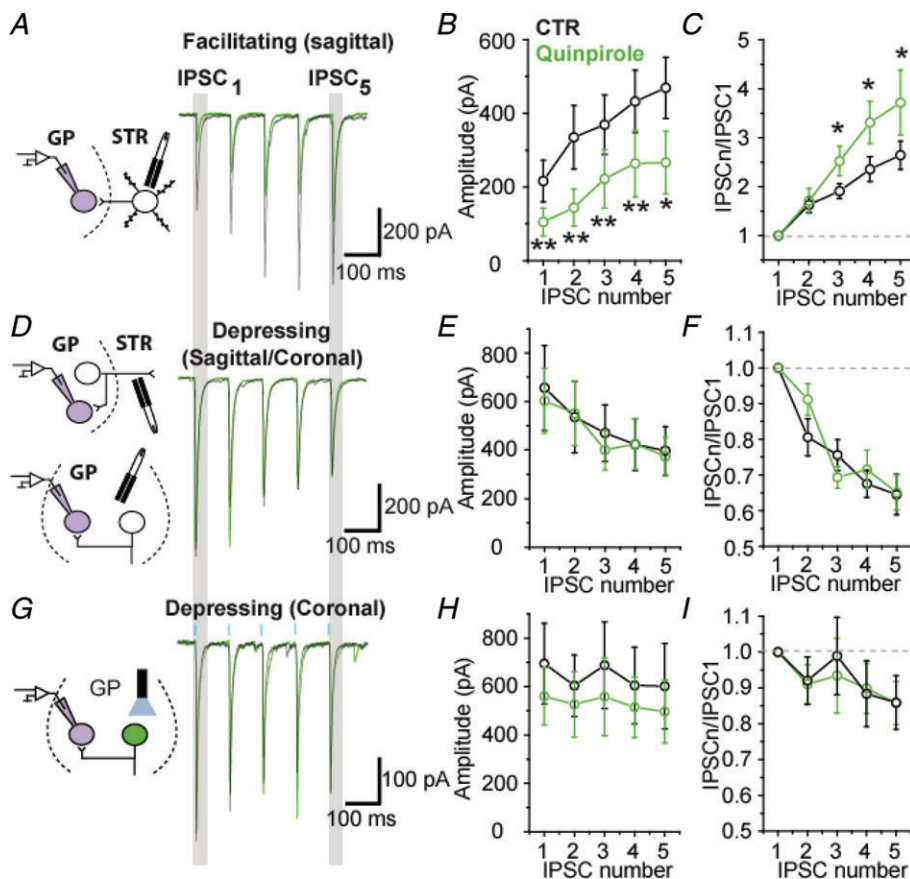 A
Facilitating (sagittal)
IPSC1
IPSC5
GP
STR
200 pA
100 ms
B
CTR
Quinpirole
Amplitude (pA)
600
400
200
0
** ** ** ** *
1 2 3 4 5
IPSC number
C
IPSCn/IPSC1
5
4
3
2
1
* * *
1 2 3 4 5
IPSC number
D
Depressing
(Sagittal/Coronal)
GP
STR
GP
200 pA
100 ms
E
Amplitude (pA)
800
600
400
200
0
1 2 3 4 5
IPSC number
F
IPSCn/IPSC1
1.1
1.0
0.9
0.8
0.7
0.6
0.5
1 2 3 4 5
IPSC number
G
Depressing (Coronal)
GP
100 pA
100 ms
H
Amplitude (pA)
800
600
400
200
0
1 2 3 4 5
IPSC number
I
IPSCn/IPSC1
1.1
1.0
0.9
0.8
0.7
0.6
0.5
1 2 3 4 5
IPSC number